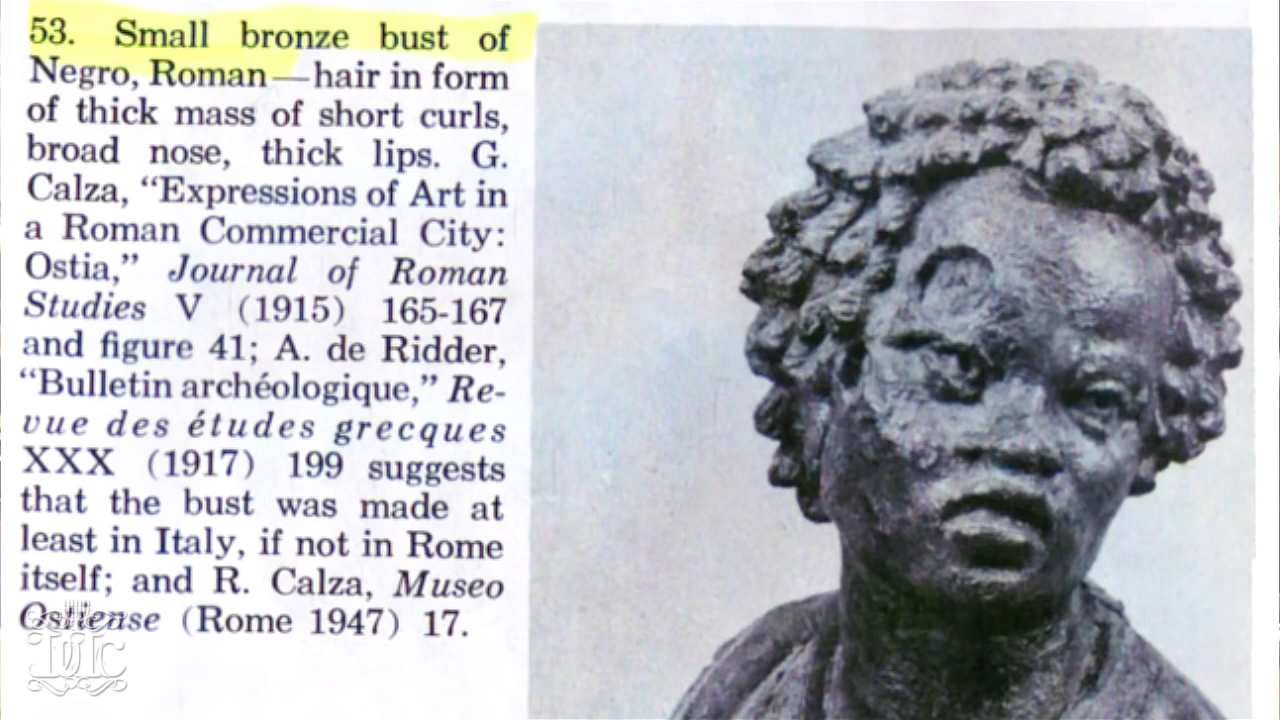 53. Small bronze bust of
Negro, Roman—hair in form
of thick mass of short curls,
broad nose, thick lips. G.
Calza, “Expressions of Art in
a Roman Commercial City:
Ostia,” Journal of Roman
Studies V (1915) 165-167
and figure 41; A. de Ridder,
“Bulletin archéologique,” Re-
vue des études grecques
XXX (1917) 199 suggests
that the bust was made at
least in Italy, if not in Rome
itself; and R. Calza, Museo
Ostiense (Rome 1947) 17.